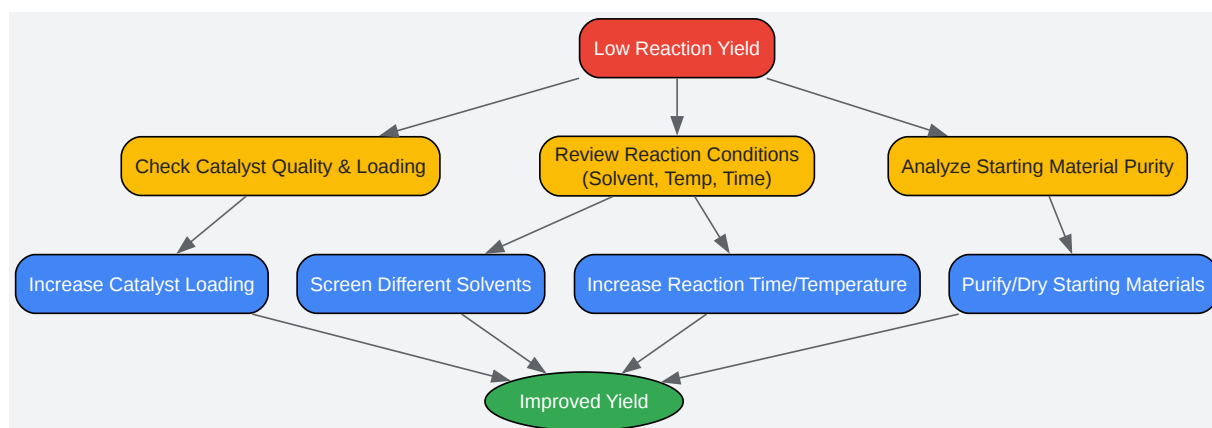 Low Reaction Yield
Check Catalyst Quality & Loading
Review Reaction Conditions
(Solvent, Temp, Time)
Analyze Starting Material Purity
Increase Catalyst Loading
Screen Different Solvents
Increase Reaction Time/Temperature
Purify/Dry Starting Materials
Improved Yield